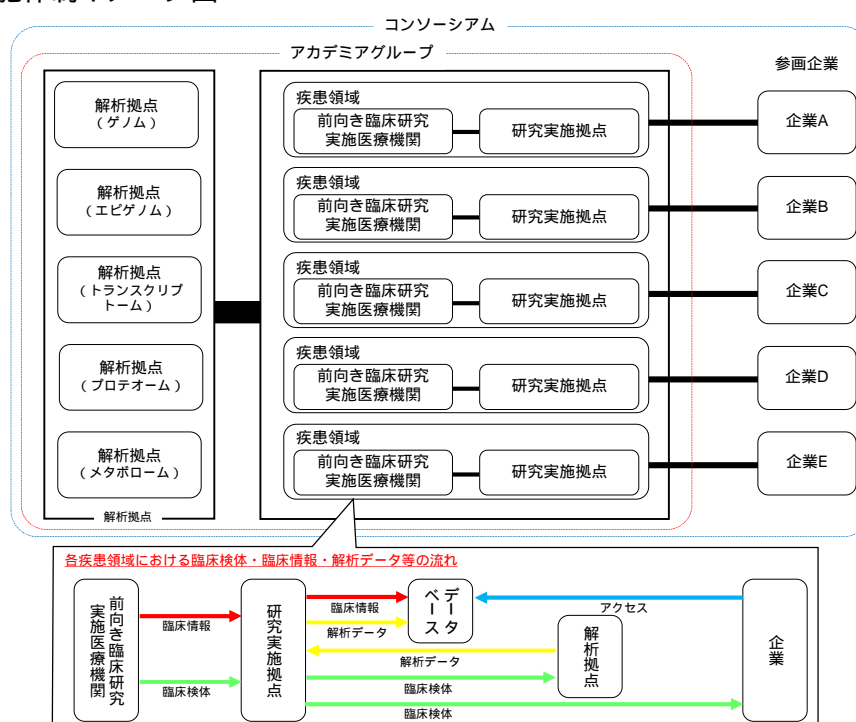 コンソーシアム
アカデミアグループ
参画企業
解析拠点
（ゲノム）
解析拠点
（エピゲノム）
解析拠点
（トランスクリプ
トーム）
解析拠点
（プロテオーム）
解析拠点
（メタボローム）
解析拠点
疾患領域
前向き臨床研究
実施医療機関
研究実施拠点
企業A
疾患領域
前向き臨床研究
実施医療機関
研究実施拠点
企業B
疾患領域
前向き臨床研究
実施医療機関
研究実施拠点
企業C
疾患領域
前向き臨床研究
実施医療機関
研究実施拠点
企業D
疾患領域
前向き臨床研究
実施医療機関
研究実施拠点
企業E
各疾患領域における臨床検体・臨床情報・解析データ等の流れ
前向き臨床研究
実施医療機関
臨床情報
臨床検体
研究実施拠点
臨床情報
解析データ
データ
ベース
アクセス
解析データ
解析拠点
臨床検体
臨床検体
企業